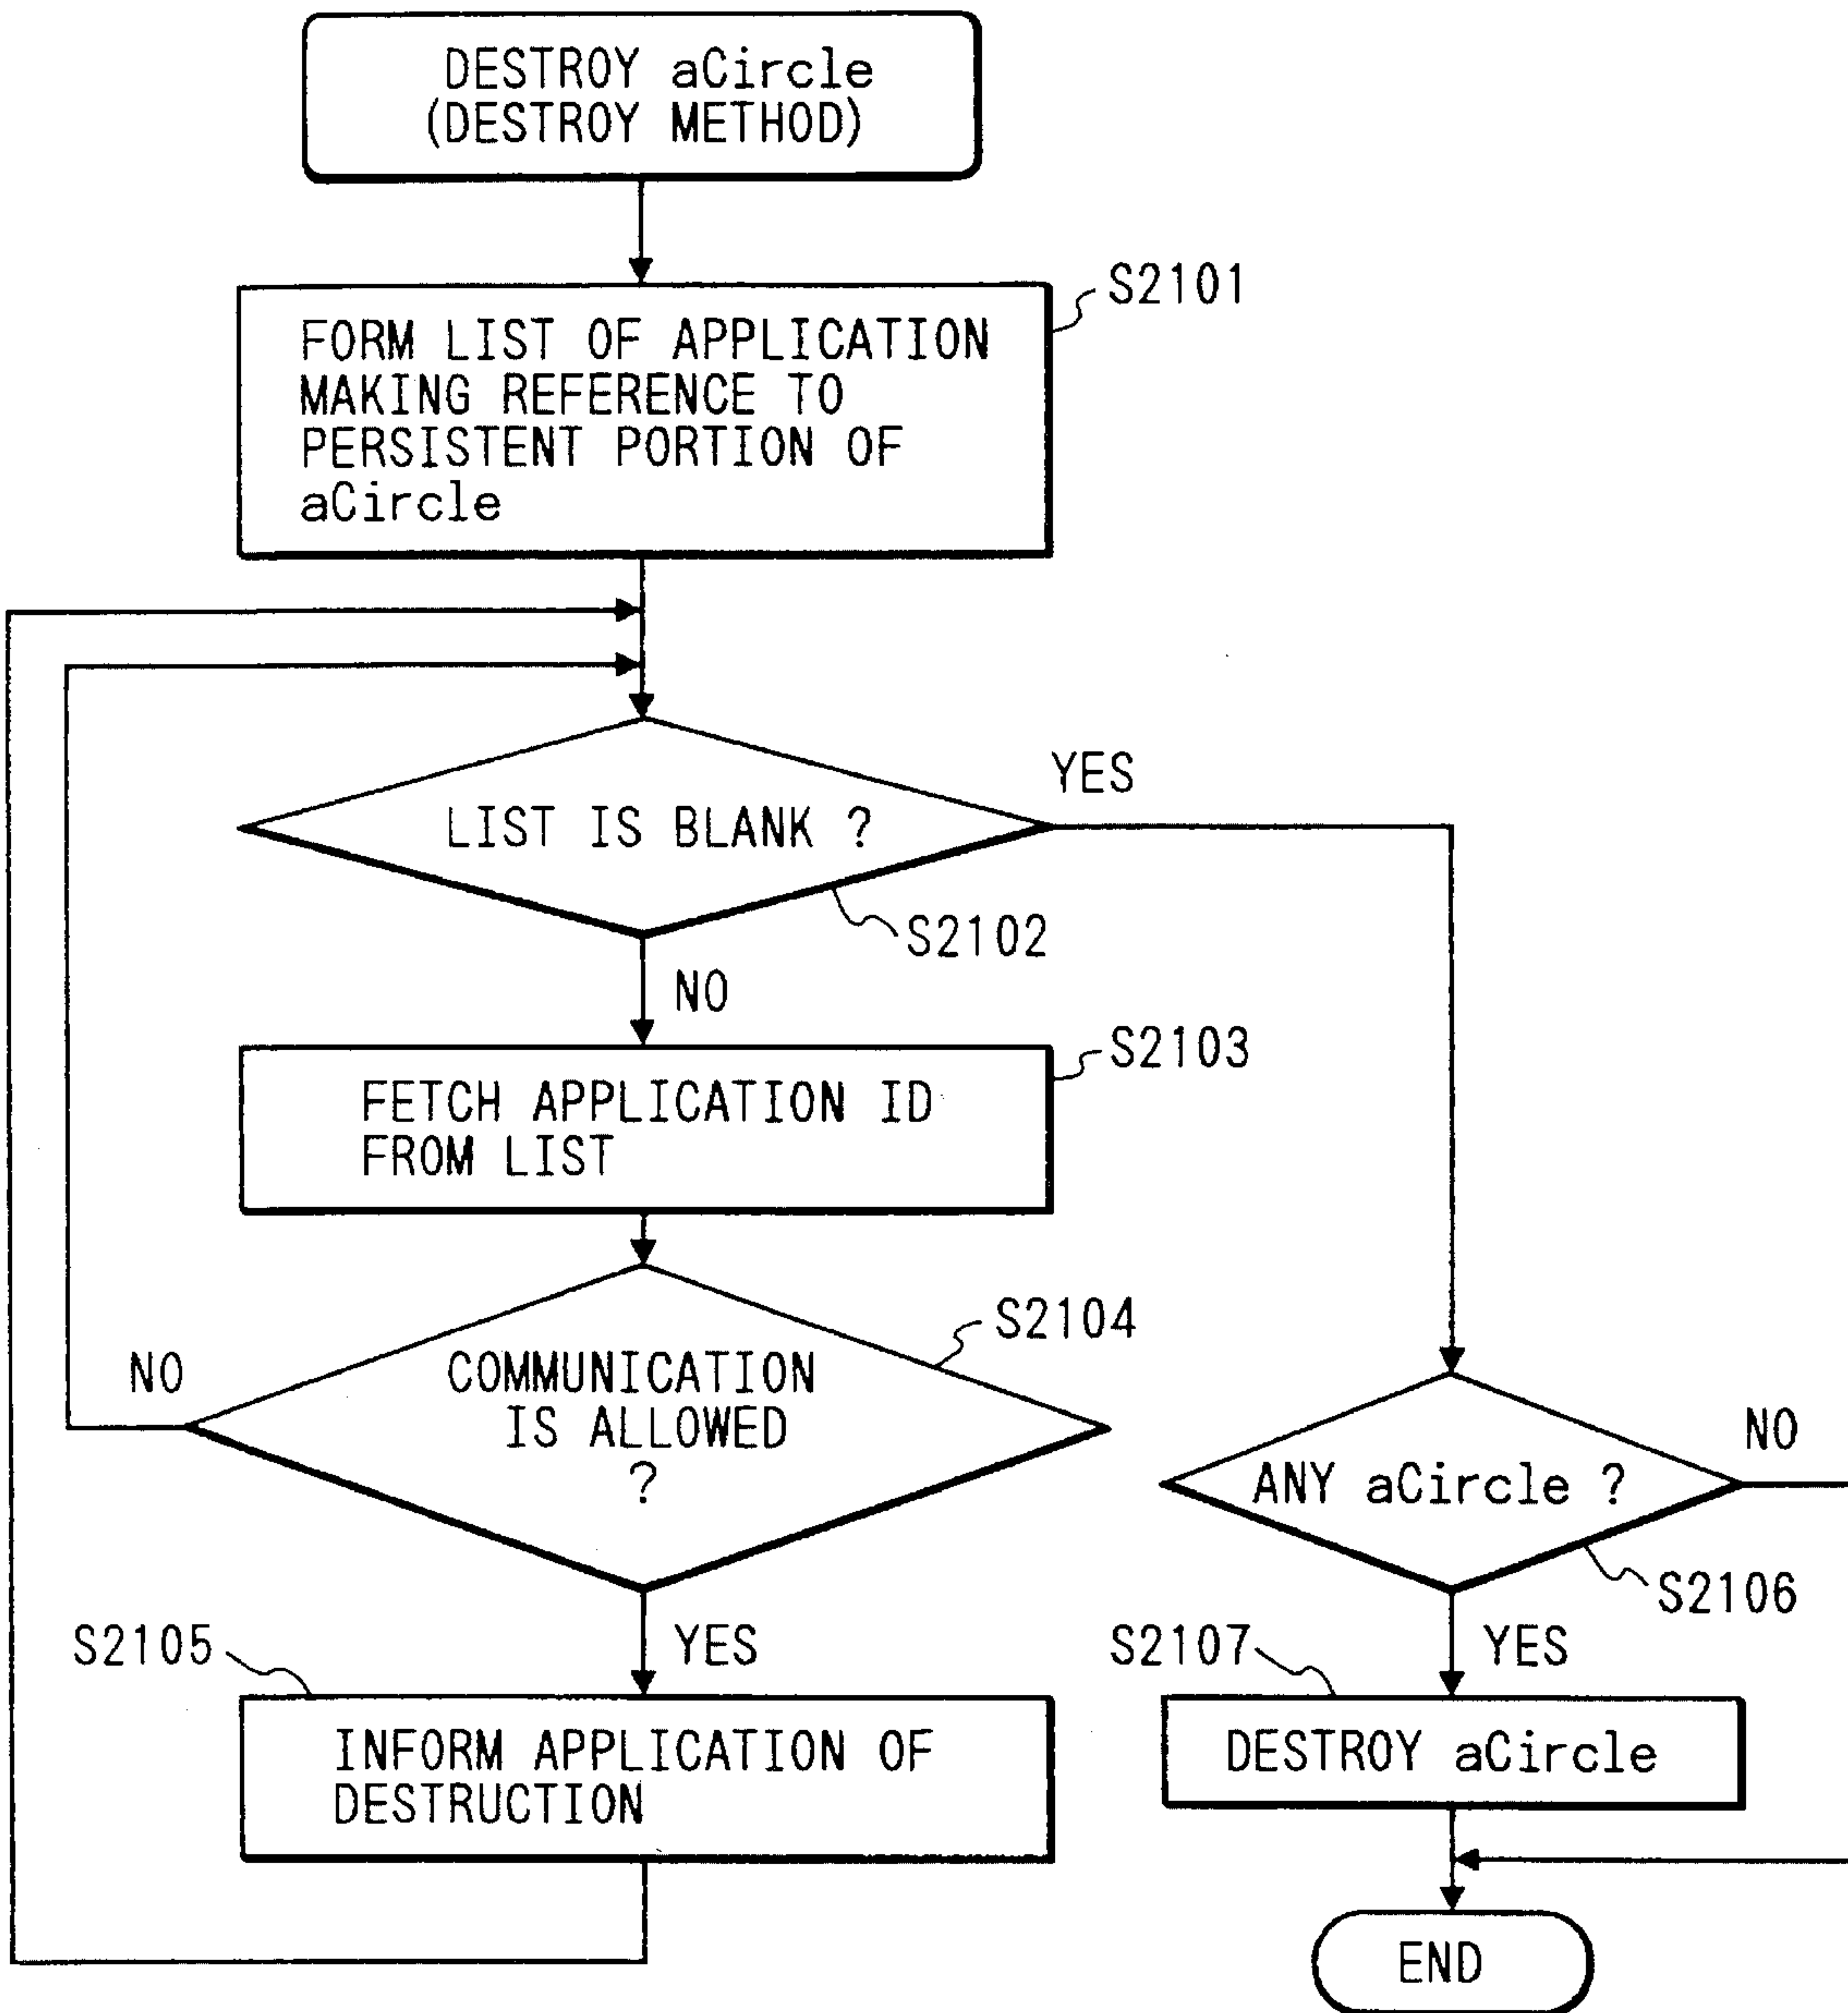 DESTROY aCircle
(DESTROY METHOD)
S2101
FORM LIST OF APPLICATION
MAKING REFERENCE TO
PERSISTENT PORTION OF
aCircle
YES
LIST IS BLANK ?
S2102
NO
S2103
FETCH APPLICATION ID
FROM LIST
S2104
NO
COMMUNICATION
IS ALLOWED
?
NO
ANY aCircle ?
S2106
S2105
YES
S2107
YES
INFORM APPLICATION OF
DESTRUCTION
DESTROY aCircle
END